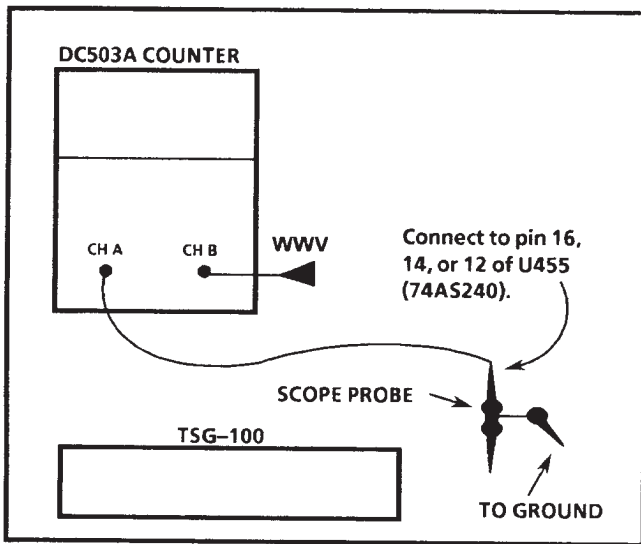 DC503A COUNTER
CH A
CH B
WWV
Connect to pin 16,
14, or 12 of U455
(74AS240).
SCOPE PROBE
TSG–100
TO GROUND